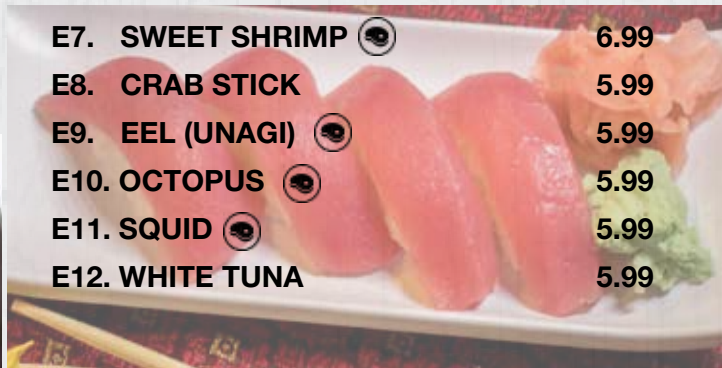 E7. SWEET SHRIMP 6.99
E8. CRAB STICK 5.99
E9. EEL (UNAGI) 5.99
E10. OCTOPUS 5.99
E11. SQUID 5.99
E12. WHITE TUNA 5.99